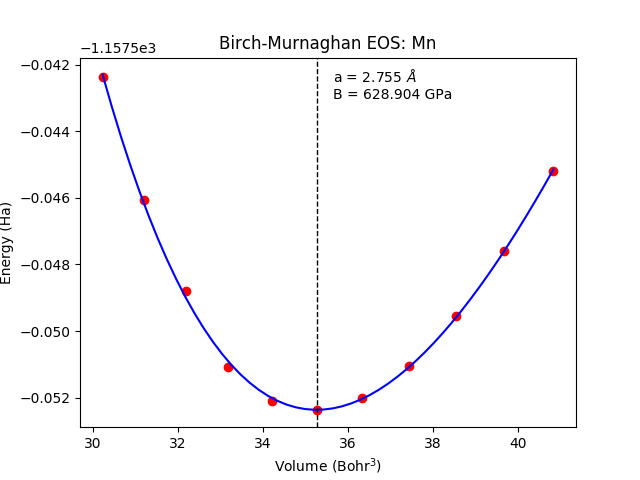 Birch-Murnaghan EOS: Mn
−1.1575e3
a = 2.755 Å
B = 628.904 GPa
−0.042
−0.044
−0.046
−0.048
−0.050
−0.052
Energy (Ha)
30 32 34 36 38 40
Volume (Bohr³)